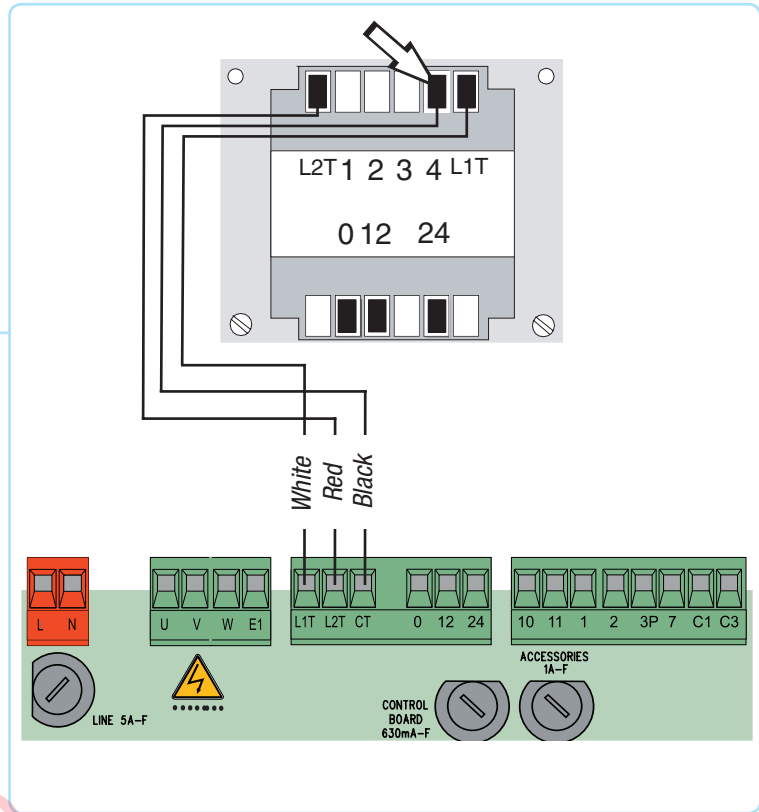 L2T 1 2 3 4 L1T
0 12 24
White
Red
Black
L N
U V W E1
L1T L2T CT
0 12 24
10 11 1 2 3P 7 C1 C3
LINE 5A-F
CONTROL
BOARD
630mA-F
ACCESSORIES
1A-F